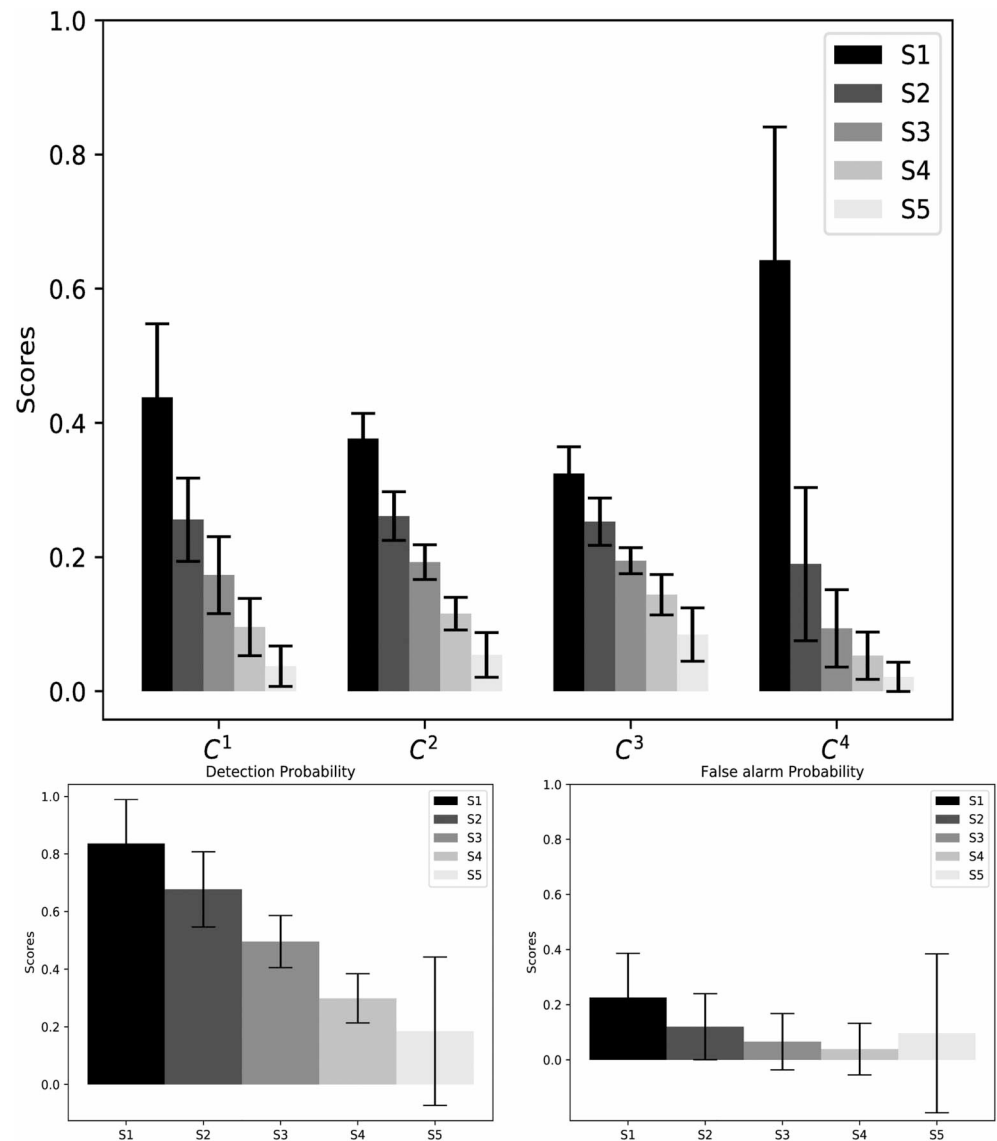 1.0
0.8
0.6
0.4
0.2
0.0
Scores
S1
S2
S3
S4
S5
C¹ C² C³ C⁴
Detection Probability
1.0
0.8
0.6
0.4
0.2
0.0
Scores
S1
S2
S3
S4
S5
S1 S2 S3 S4 S5
False alarm Probability
1.0
0.8
0.6
0.4
0.2
0.0
Scores
S1
S2
S3
S4
S5
S1 S2 S3 S4 S5